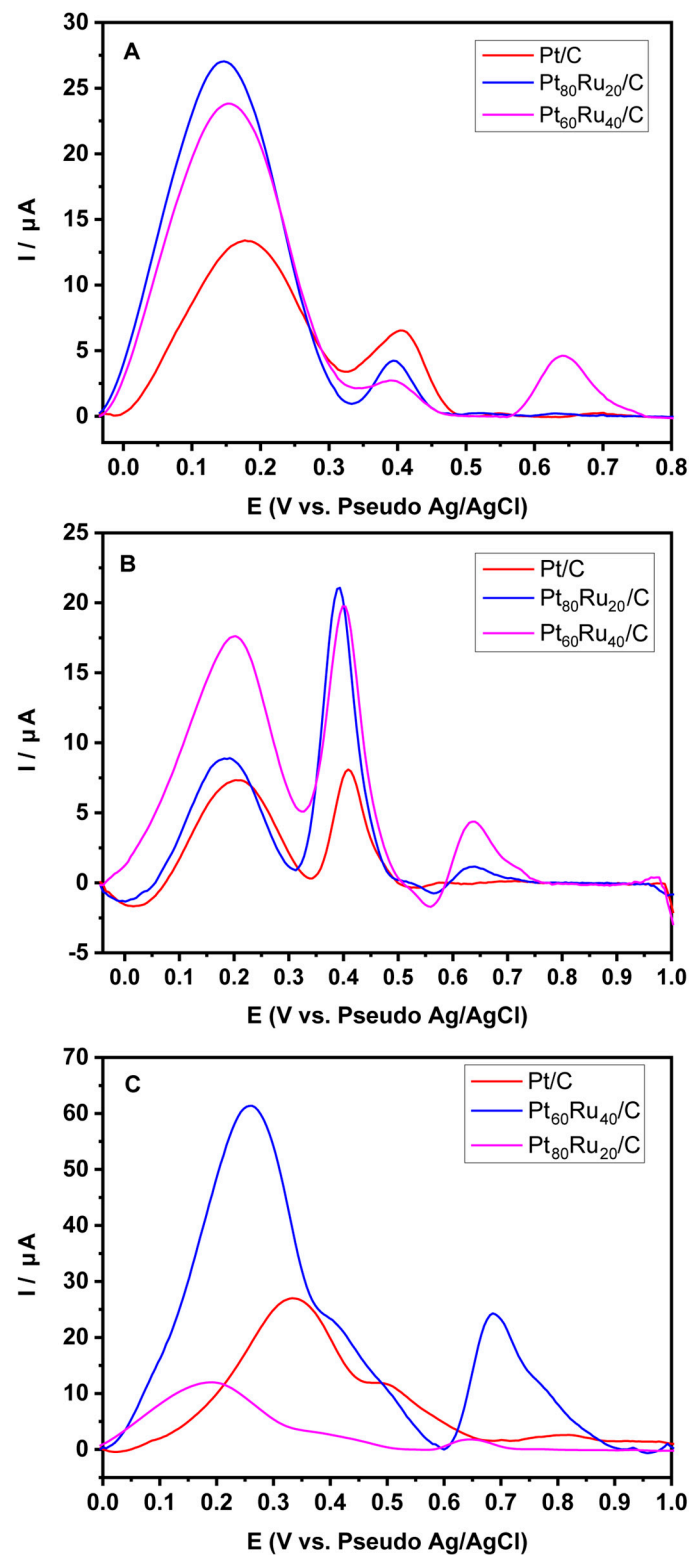 A
Pt/C
Pt₈₀Ru₂₀/C
Pt₆₀Ru₄₀/C
30
25
20
15
10
5
0
I / µA
0.0 0.1 0.2 0.3 0.4 0.5 0.6 0.7 0.8
E (V vs. Pseudo Ag/AgCl)
B
Pt/C
Pt₈₀Ru₂₀/C
Pt₆₀Ru₄₀/C
25
20
15
10
5
0
-5
I / µA
0.0 0.1 0.2 0.3 0.4 0.5 0.6 0.7 0.8 0.9 1.0
E (V vs. Pseudo Ag/AgCl)
C
Pt/C
Pt₆₀Ru₄₀/C
Pt₈₀Ru₂₀/C
70
60
50
40
30
20
10
0
I / µA
0.0 0.1 0.2 0.3 0.4 0.5 0.6 0.7 0.8 0.9 1.0
E (V vs. Pseudo Ag/AgCl)